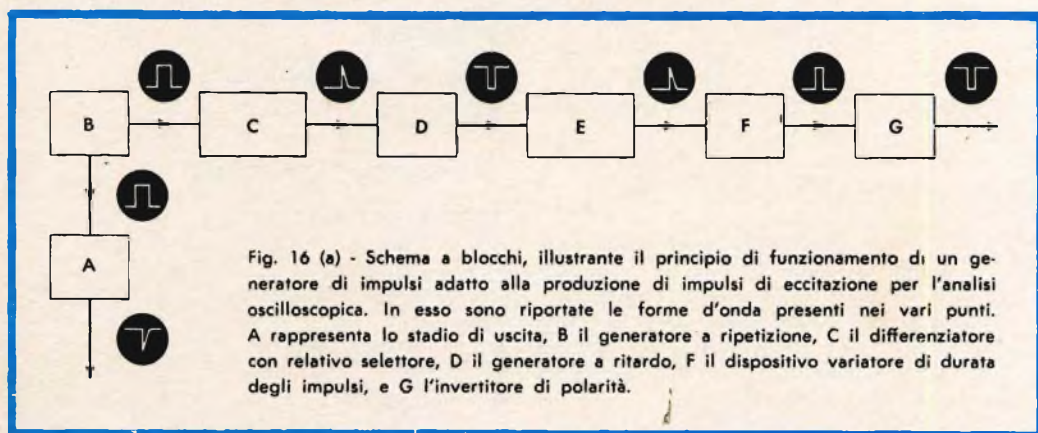 B
C
D
E
F
G
A
Fig. 16 (a) - Schema a blocchi, illustrante il principio di funzionamento di un ge-
neratore di impulsi adatto alla produzione di impulsi di eccitazione per l'analisi
oscilloscopica. In esso sono riportate le forme d'onda presenti nei vari punti.
A rappresenta lo stadio di uscita, B il generatore a ripetizione, C il differenziatore
con relativo selettore, D il generatore a ritardo, F il dispositivo variatore di durata
degli impulsi, e G l'invertitore di polarità.